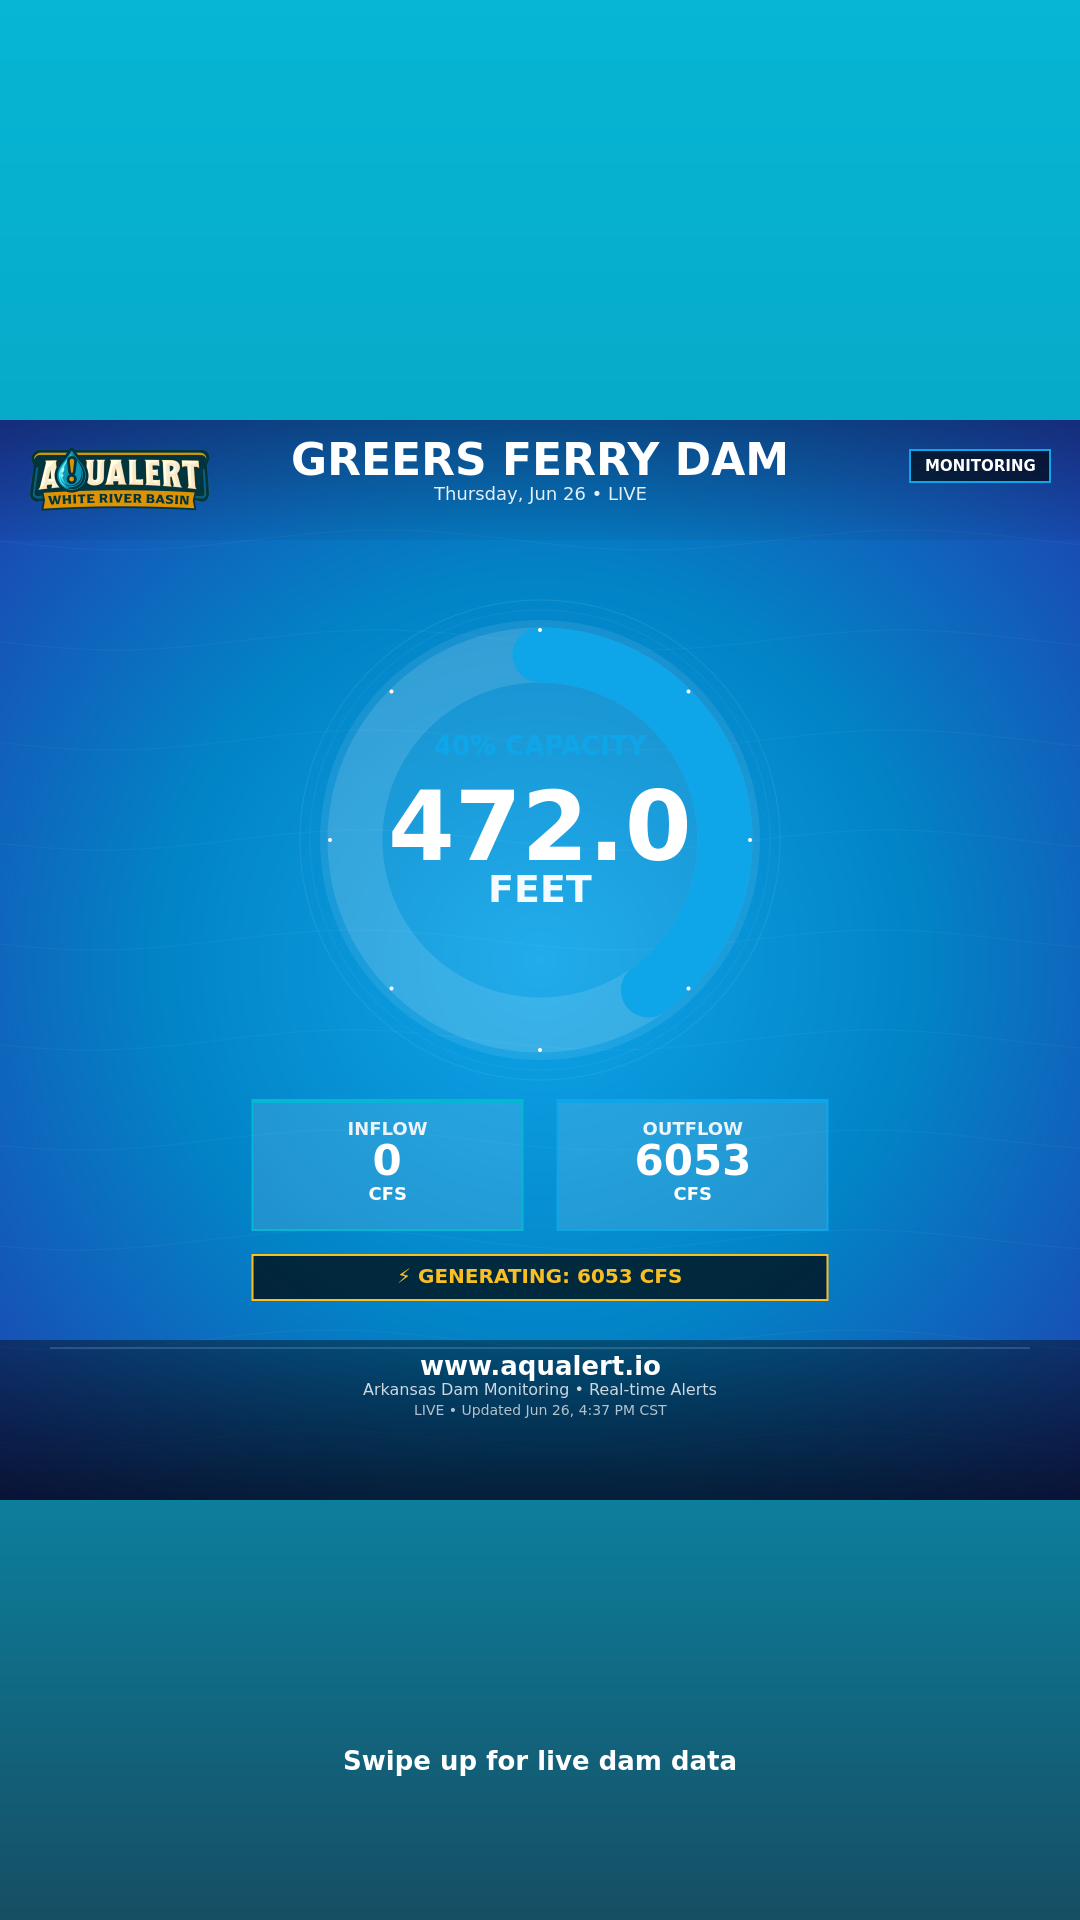 AQUALERT
WHITE RIVER BASIN
GREERS FERRY DAM
Thursday, Jun 26 • LIVE
MONITORING
40% CAPACITY
472.0
FEET
INFLOW
0
CFS
OUTFLOW
6053
CFS
⚡ GENERATING: 6053 CFS
www.aqualert.io
Arkansas Dam Monitoring • Real-time Alerts
LIVE • Updated Jun 26, 4:37 PM CST
Swipe up for live dam data